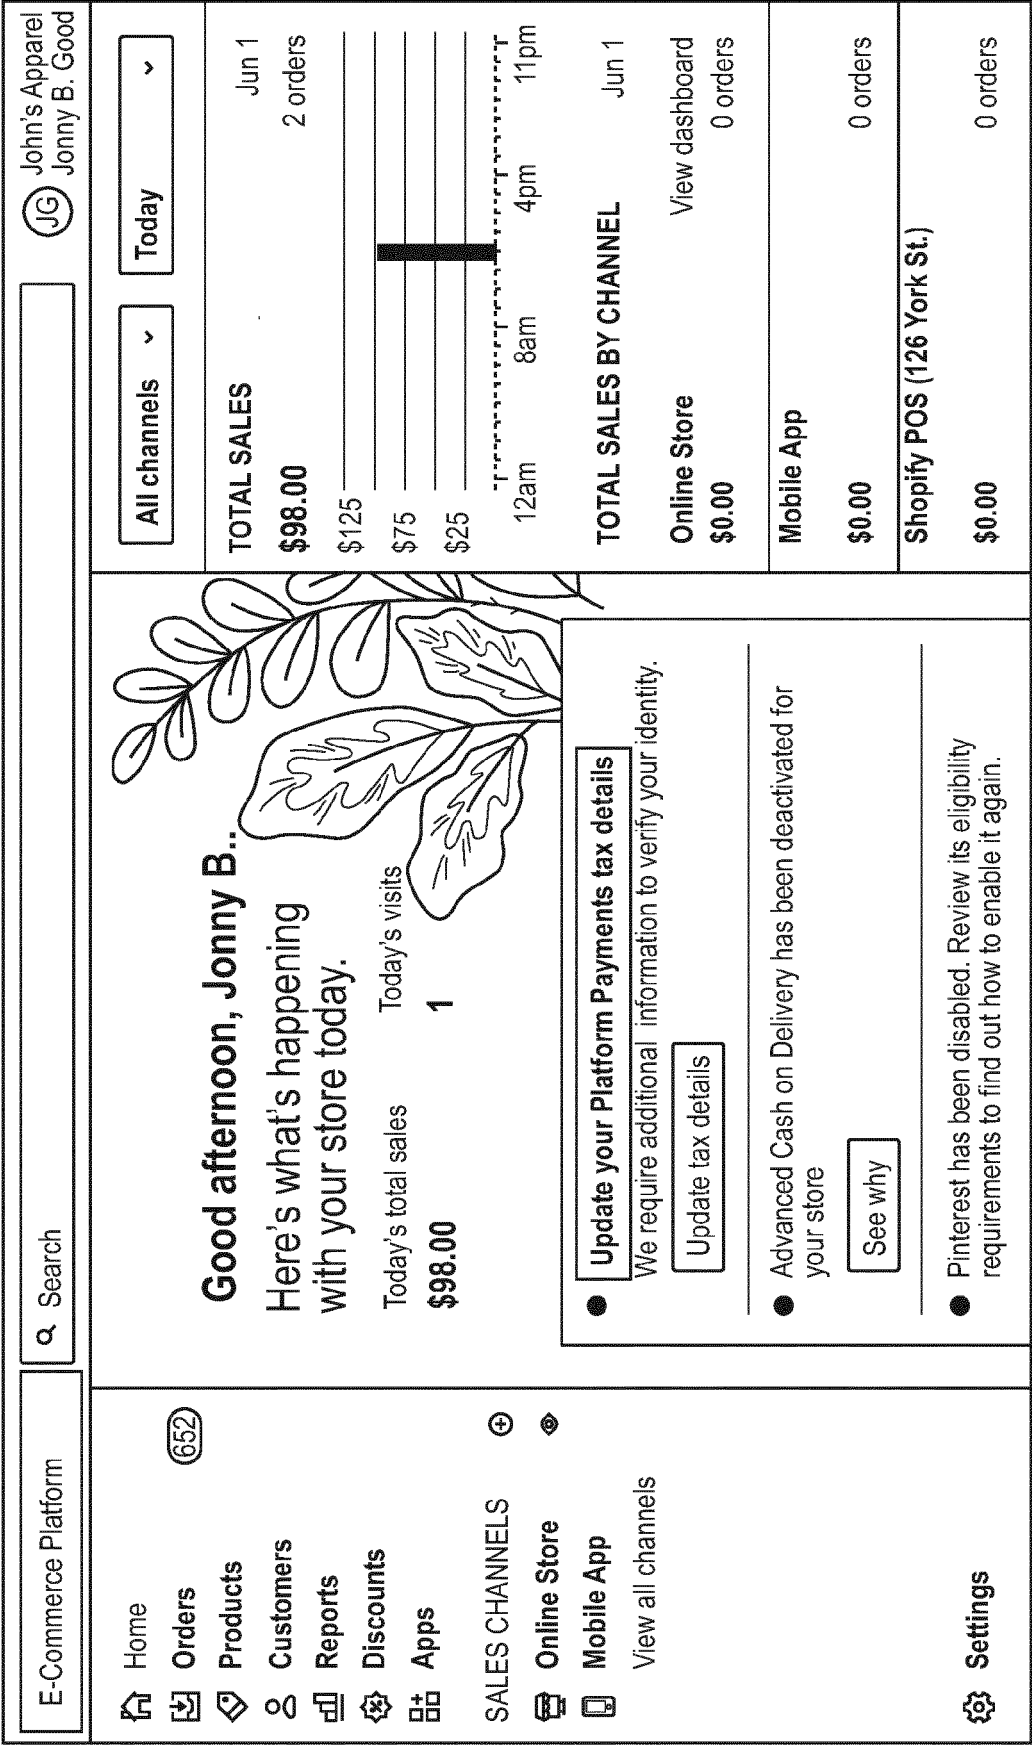 E-Commerce Platform
Search
JG
John's Apparel
Jonny B. Good
Home
Orders
652
Products
Customers
Reports
Discounts
Apps
SALES CHANNELS
Online Store
Mobile App
View all channels
Settings
Good afternoon, Jonny B..
Here's what's happening
with your store today.
Today's total sales
$98.00
Today's visits
1
Update your Platform Payments tax details
We require additional information to verify your identity.
Update tax details
Advanced Cash on Delivery has been deactivated for
your store
See why
Pinterest has been disabled. Review its eligibility
requirements to find out how to enable it again.
All channels
Today
TOTAL SALES
Jun 1
$98.00
2 orders
$125
$75
$25
12am
8am
4pm
11pm
TOTAL SALES BY CHANNEL
Jun 1
View dashboard
Online Store
$0.00
0 orders
Mobile App
$0.00
0 orders
Shopify POS (126 York St.)
$0.00
0 orders